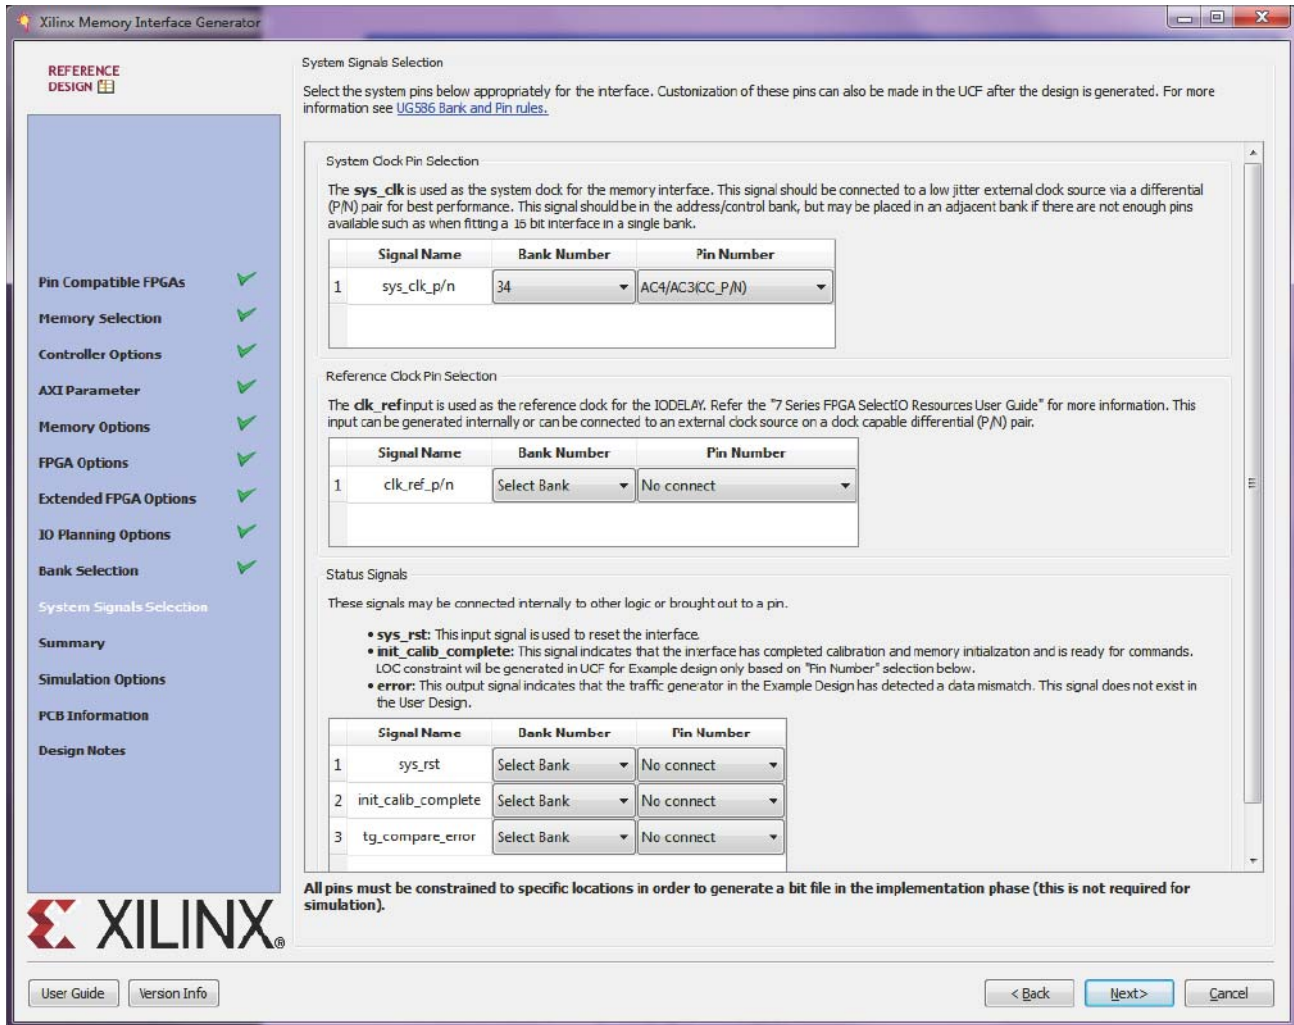 Xilinx Memory Interface Generator
REFERENCE
DESIGN
Pin Compatible FPGAs
Memory Selection
Controller Options
AXI Parameter
Memory Options
FPGA Options
Extended FPGA Options
IO Planning Options
Bank Selection
System Signals Selection
Summary
Simulation Options
PCB Information
Design Notes
XILINX®
System Signals Selection
Select the system pins below appropriately for the interface. Customization of these pins can also be made in the UCF after the design is generated. For more
information see UG586 Bank and Pin rules.
System Clock Pin Selection
The sys_clk is used as the system clock for the memory interface. This signal should be connected to a low jitter external clock source via a differential
(P/N) pair for best performance. This signal should be in the address/control bank, but may be placed in an adjacent bank if there are not enough pins
available such as when fitting a 16 bit interface in a single bank.
Signal Name Bank Number Pin Number
1 sys_clk_p/n 34 AC4/AC3(CC_P/N)
Reference Clock Pin Selection
The clk_ref input is used as the reference clock for the IODELAY. Refer the "7 Series FPGA SelectIO Resources User Guide" for more information. This
input can be generated internally or can be connected to an external clock source on a clock capable differential (P/N) pair.
Signal Name Bank Number Pin Number
1 clk_ref_p/n Select Bank No connect
Status Signals
These signals may be connected internally to other logic or brought out to a pin.
• sys_rst: This input signal is used to reset the interface.
• init_calib_complete: This signal indicates that the interface has completed calibration and memory initialization and is ready for commands.
LOC constraint will be generated in UCF for Example design only based on "Pin Number" selection below.
• error: This output signal indicates that the traffic generator in the Example Design has detected a data mismatch. This signal does not exist in
the User Design.
Signal Name Bank Number Pin Number
1 sys_rst Select Bank No connect
2 init_calib_complete Select Bank No connect
3 tg_compare_error Select Bank No connect
All pins must be constrained to specific locations in order to generate a bit file in the implementation phase (this is not required for
simulation).
User Guide Version Info < Back Next> Cancel